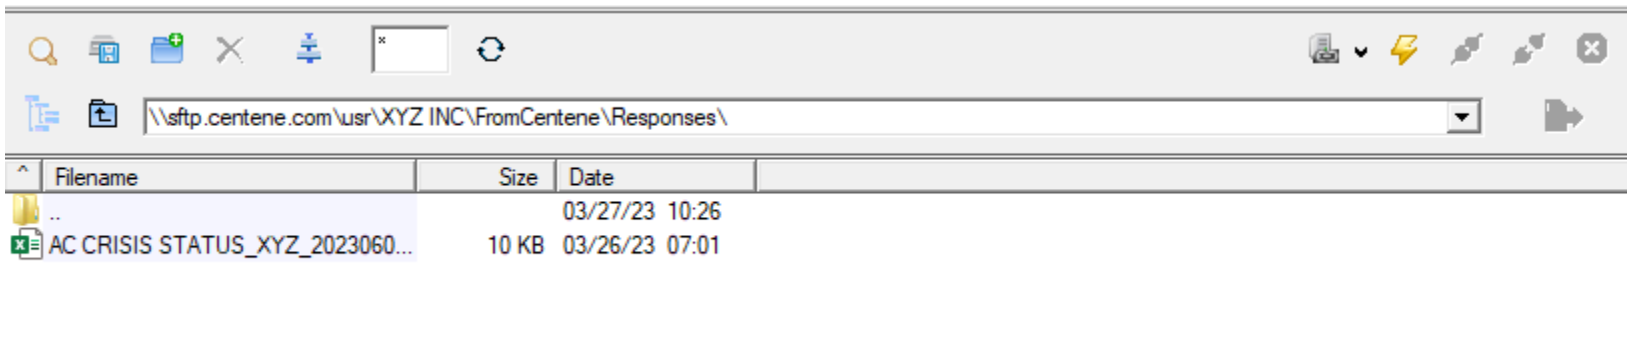 *
\\sftp.centene.com\usr\XYZ INC\FromCentene\Responses\
^ Filename Size Date
.. 03/27/23 10:26
AC CRISIS STATUS_XYZ_2023060... 10 KB 03/26/23 07:01